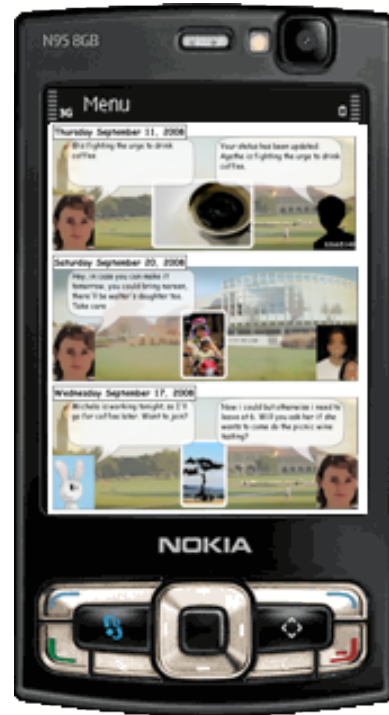 N95 8GB
3G Menu
Thursday September 11, 2008
is fighting the urge to drink
coffee
Your status has been updated.
Agathe is fighting the urge to drink
coffee.
Saturday September 20, 2008
Hey, in case you can make it
tomorrow, you could bring
there'll be walter's daughter too.
Take care
Wednesday September 17, 2008
Michele is working tonight, so I'll
go for coffee later. Want to join?
Now i could but otherwise i need to
leave at 6. Will you ask her if she
wants to come do the picnic wine
tasting?
NOKIA